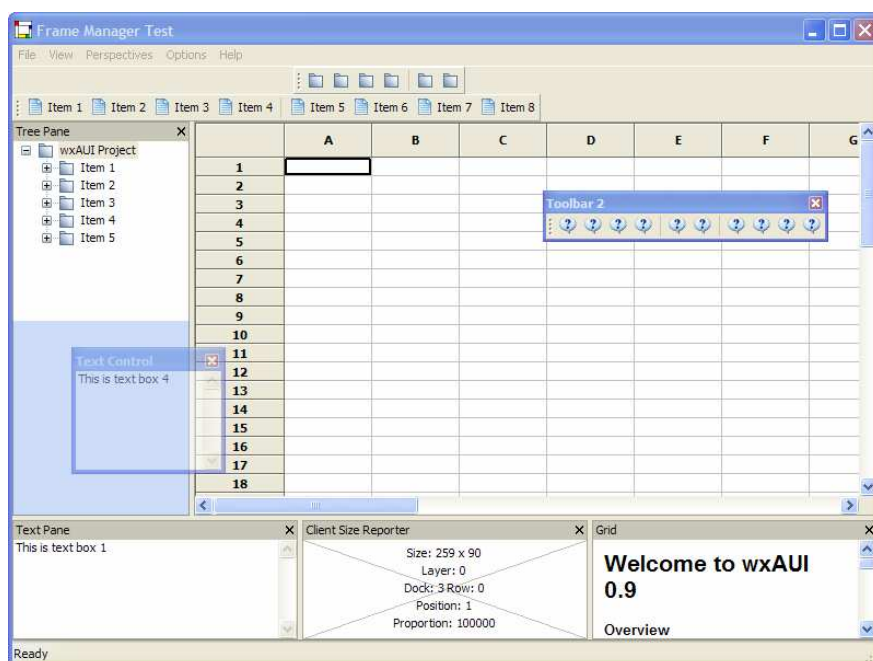 Frame Manager Test
File View Perspectives Options Help
Item 1 Item 2 Item 3 Item 4 Item 5 Item 6 Item 7 Item 8
Tree Pane
wxAUI Project
Item 1
Item 2
Item 3
Item 4
Item 5
A B C D E F G
1
2
3
4
5
6
7
8
9
10
11
12
13
14
15
16
17
18
Toolbar 2
Text Control
This is text box 4
Text Pane
This is text box 1
Client Size Reporter
Size: 259 x 90
Layer: 0
Dock: 3 Row: 0
Position: 1
Proportion: 100000
Grid
Welcome to wxAUI
0.9
Overview
Ready